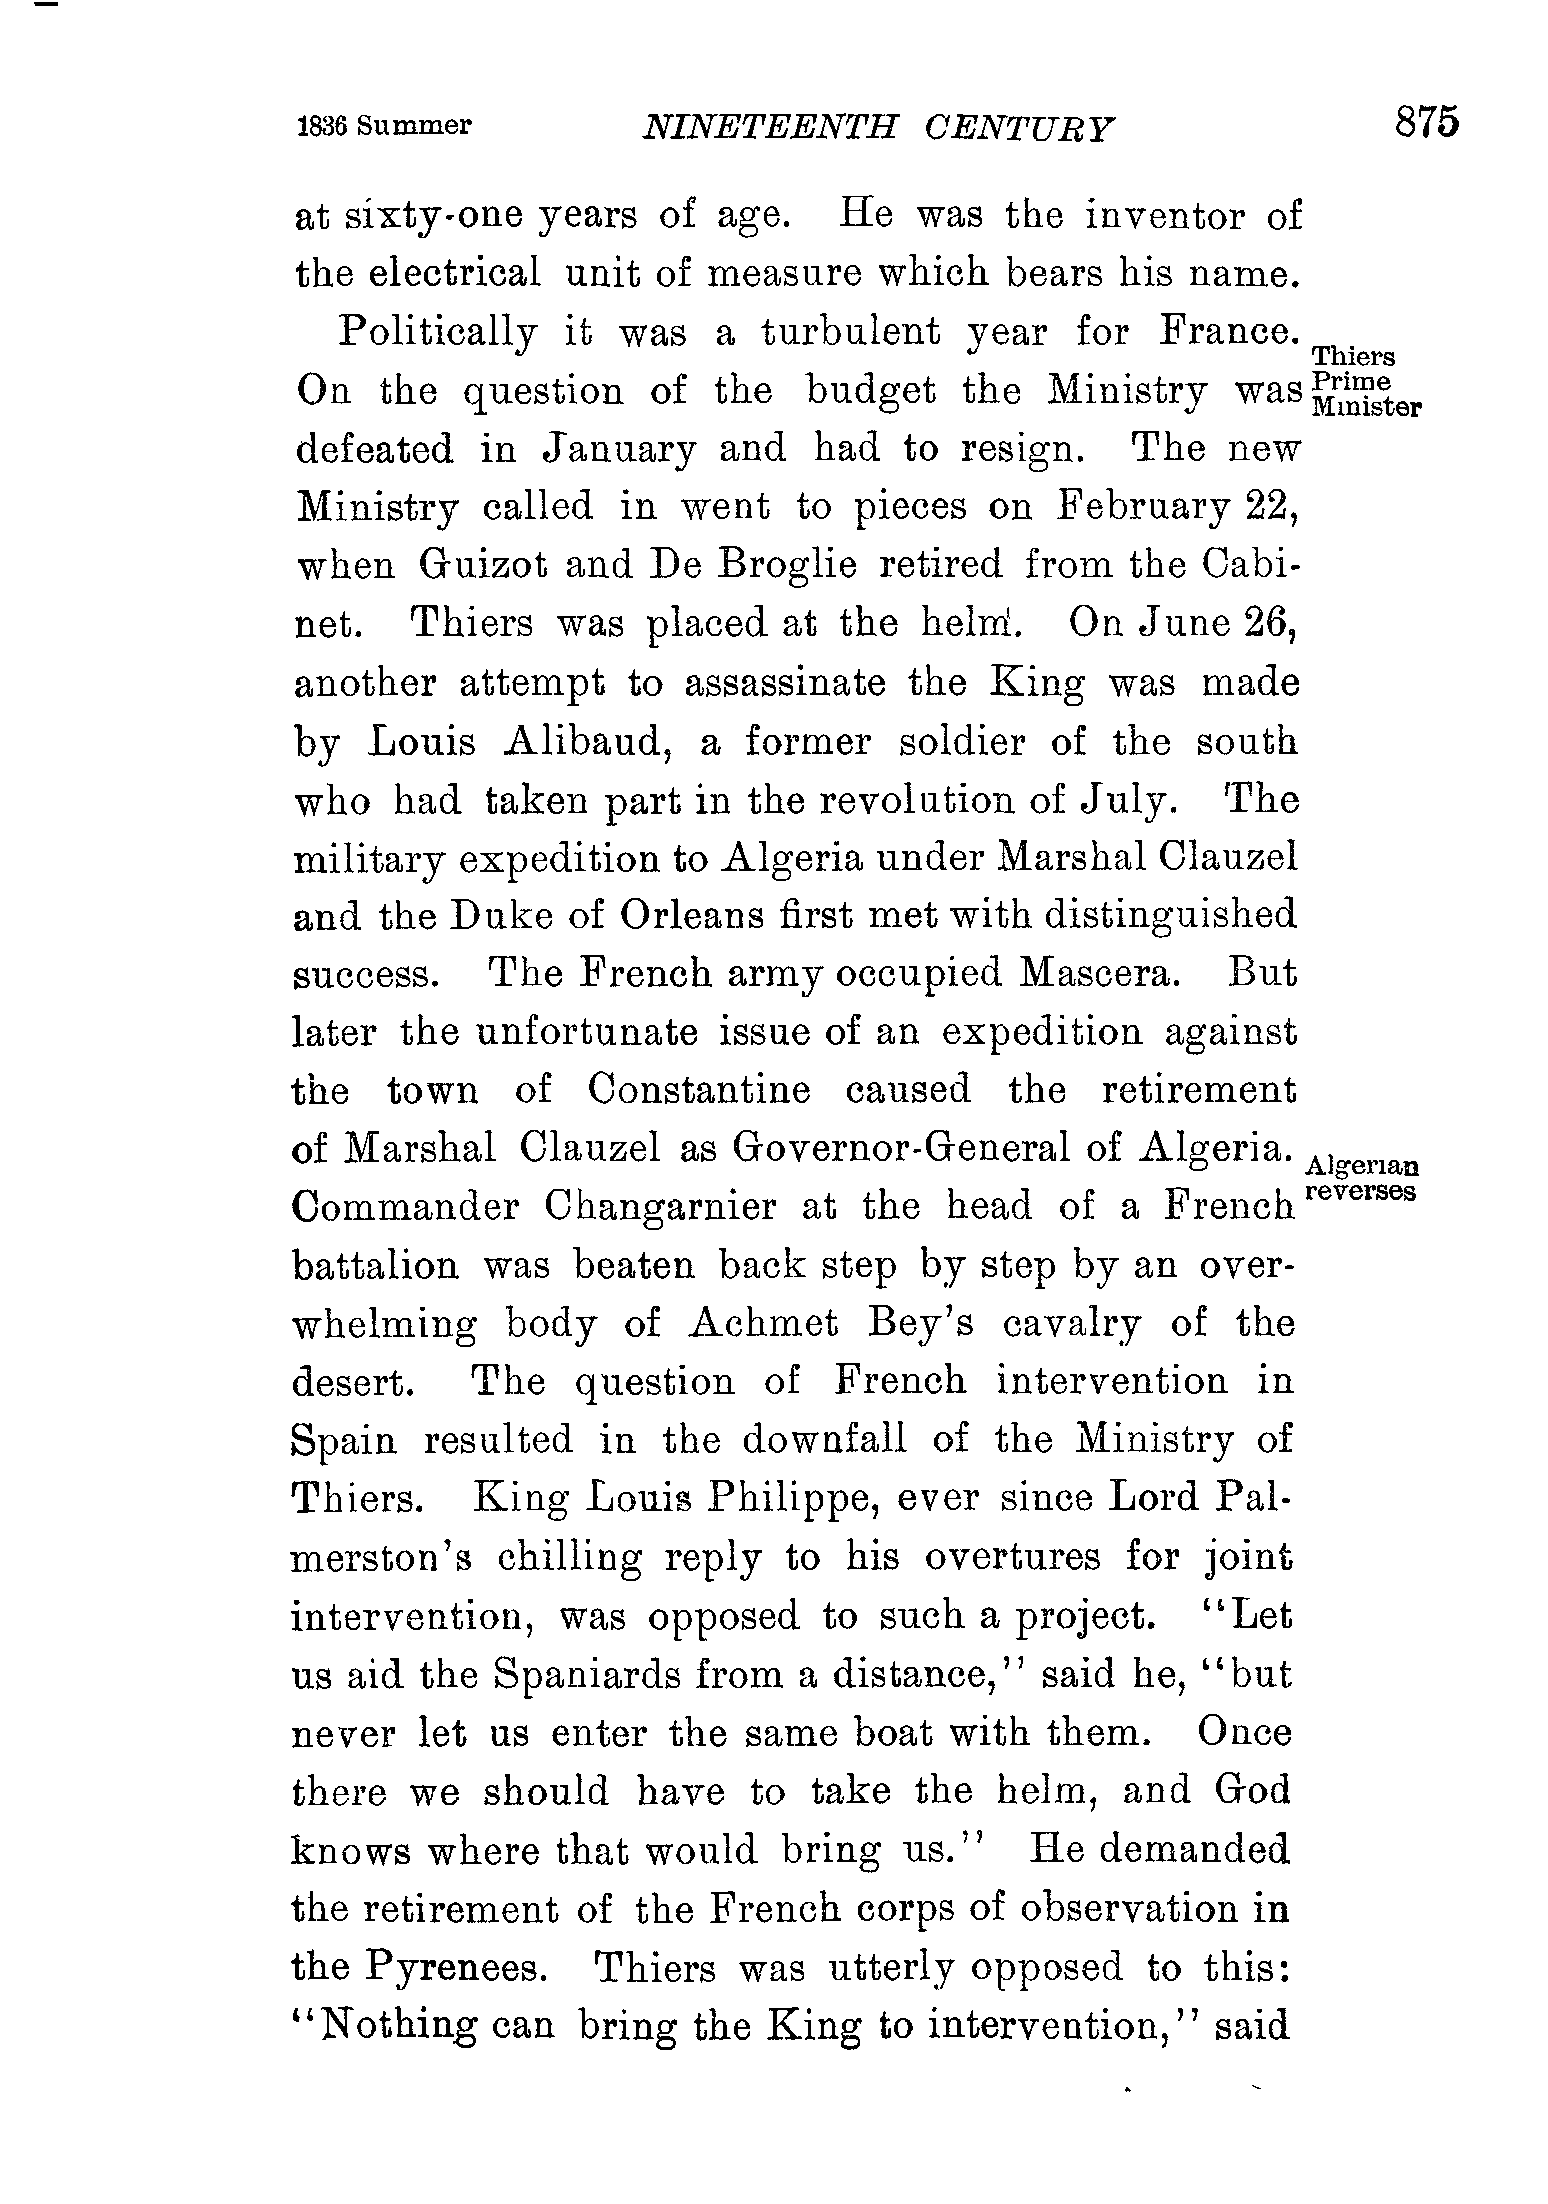 1836 Summer NINETEENTH CENTURY 875
at sixty-one years of age. He was the inventor of
the electrical unit of measure which bears his name.
Politically it was a turbulent year for France.
Thiers
Prime
Minister
On the question of the budget the Ministry was
defeated in January and had to resign. The new
Ministry called in went to pieces on February 22,
when Guizot and De Broglie retired from the Cabi-
net. Thiers was placed at the helm. On June 26,
another attempt to assassinate the King was made
by Louis Alibaud, a former soldier of the south
who had taken part in the revolution of July. The
military expedition to Algeria under Marshal Clauzel
and the Duke of Orleans first met with distinguished
success. The French army occupied Mascera. But
later the unfortunate issue of an expedition against
the town of Constantine caused the retirement
of Marshal Clauzel as Governor-General of Algeria.
Algerian
reverses
Commander Changarnier at the head of a French
battalion was beaten back step by step by an over-
whelming body of Achmet Bey's cavalry of the
desert. The question of French intervention in
Spain resulted in the downfall of the Ministry of
Thiers. King Louis Philippe, ever since Lord Pal-
merston's chilling reply to his overtures for joint
intervention, was opposed to such a project. "Let
us aid the Spaniards from a distance," said he, "but
never let us enter the same boat with them. Once
there we should have to take the helm, and God
knows where that would bring us." He demanded
the retirement of the French corps of observation in
the Pyrenees. Thiers was utterly opposed to this:
"Nothing can bring the King to intervention," said